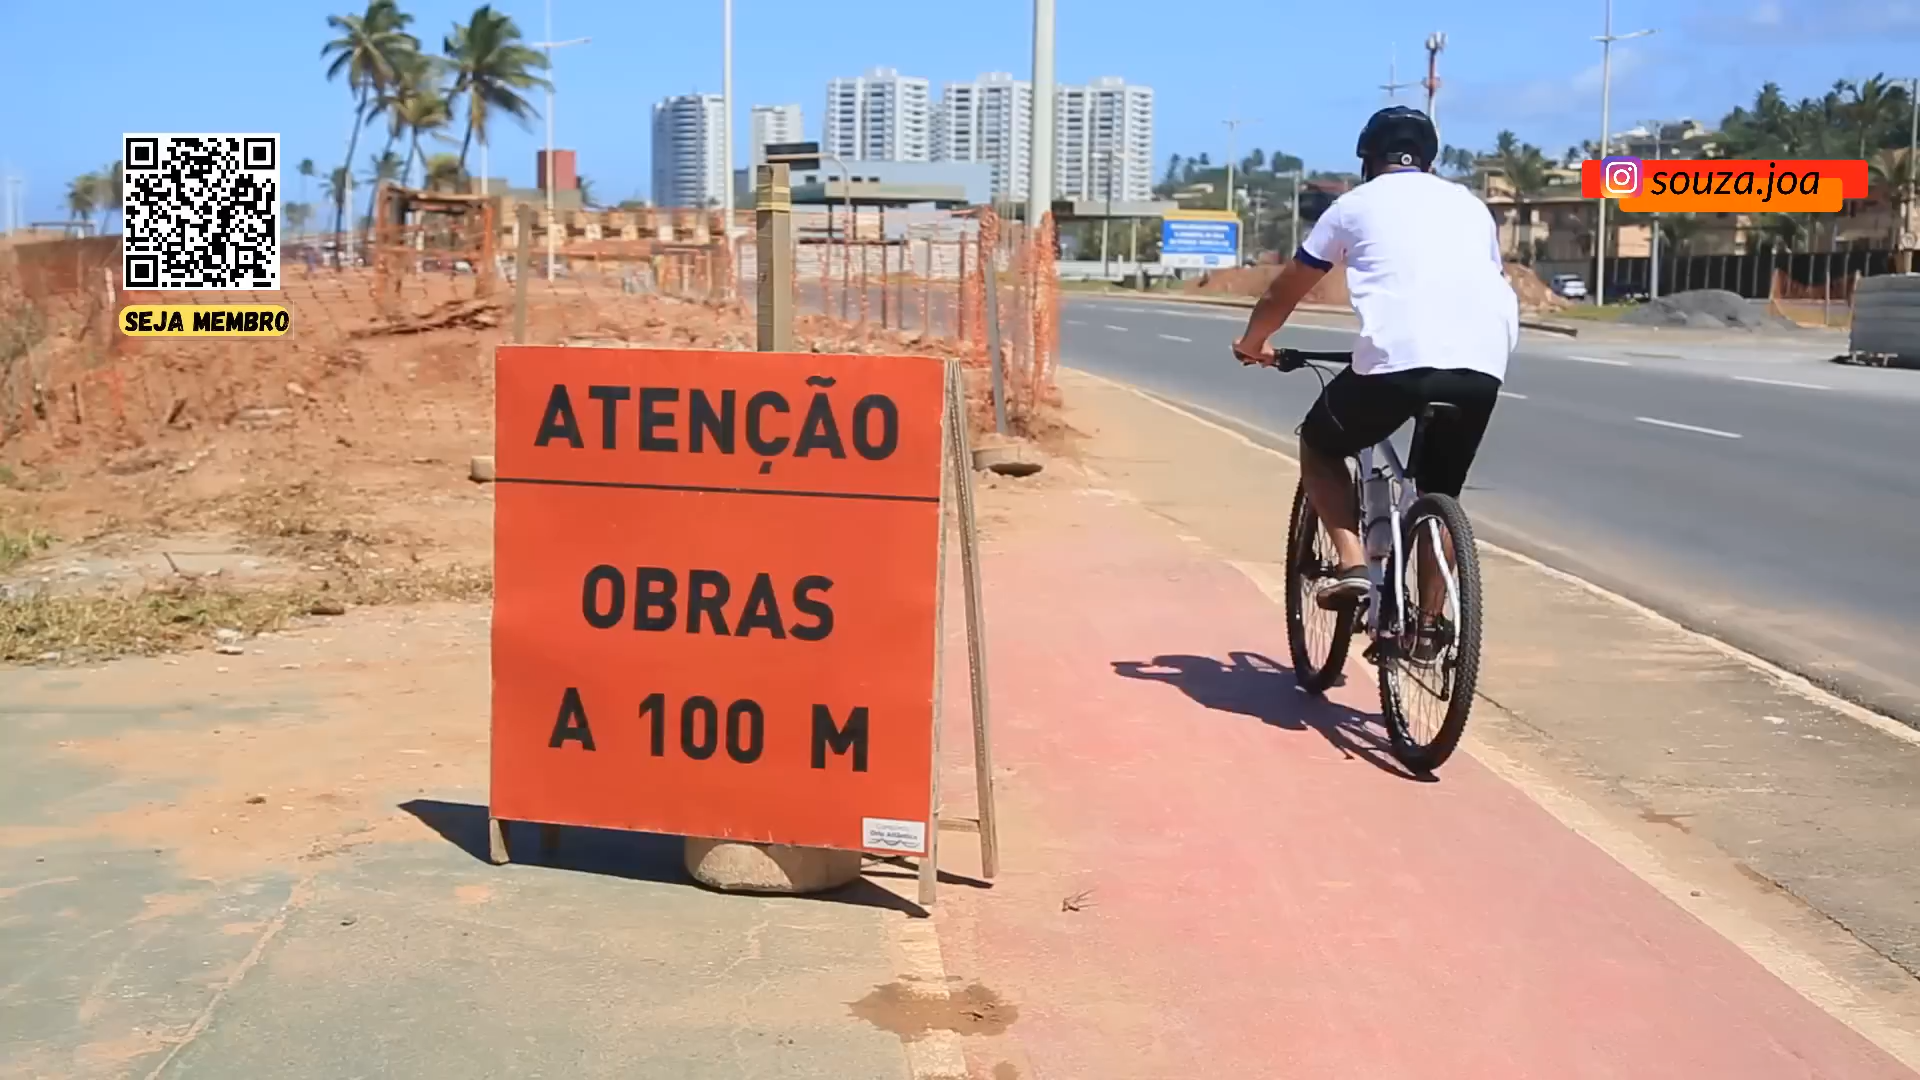 SEJA MEMBRO
souza.joa
ATENÇÃO
OBRAS
A 100 M